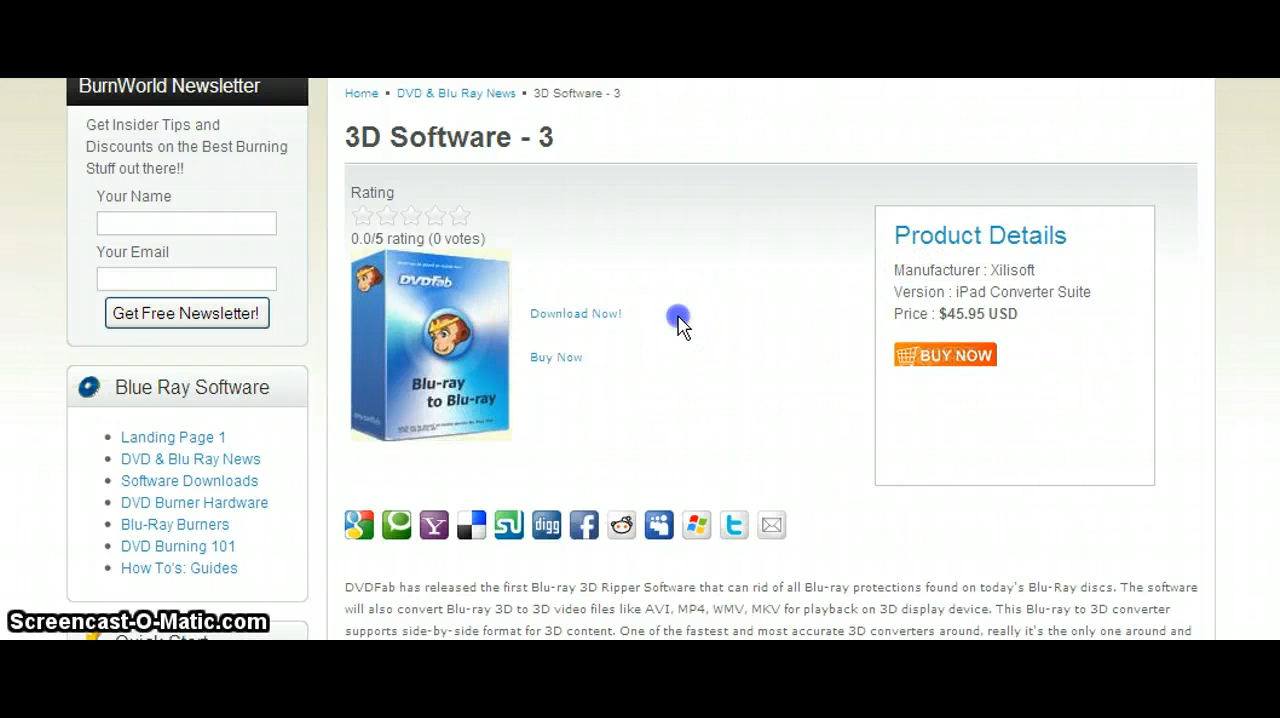 BurnWorld Newsletter
Get Insider Tips and
Discounts on the Best Burning
Stuff out there!!
Your Name
Your Email
Get Free Newsletter!
Blue Ray Software
Landing Page 1
DVD & Blu Ray News
Software Downloads
DVD Burner Hardware
Blu-Ray Burners
DVD Burning 101
How To's: Guides
Quick Start
Home ▪ DVD & Blu Ray News ▪ 3D Software - 3
3D Software - 3
Rating
0.0/5 rating (0 votes)
DVDFab
Blu-ray
to Blu-ray
Download Now!
Buy Now
Product Details
Manufacturer : Xilisoft
Version : iPad Converter Suite
Price : $45.95 USD
BUY NOW
digg
DVDFab has released the first Blu-ray 3D Ripper Software that can rid of all Blu-ray protections found on today's Blu-Ray discs. The software
will also convert Blu-ray 3D to 3D video files like AVI, MP4, WMV, MKV for playback on 3D display device. This Blu-ray to 3D converter
supports side-by-side format for 3D content. One of the fastest and most accurate 3D converters around, really it's the only one around and
Screencast-O-Matic.com